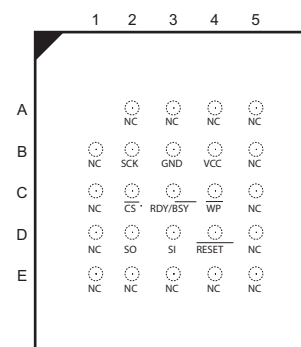 1 2 3 4 5
A
NC NC NC NC
B
NC SCK GND VCC NC
C
NC CS RDY/BSY WP NC
D
NC SO SI RESET NC
E
NC NC NC NC NC